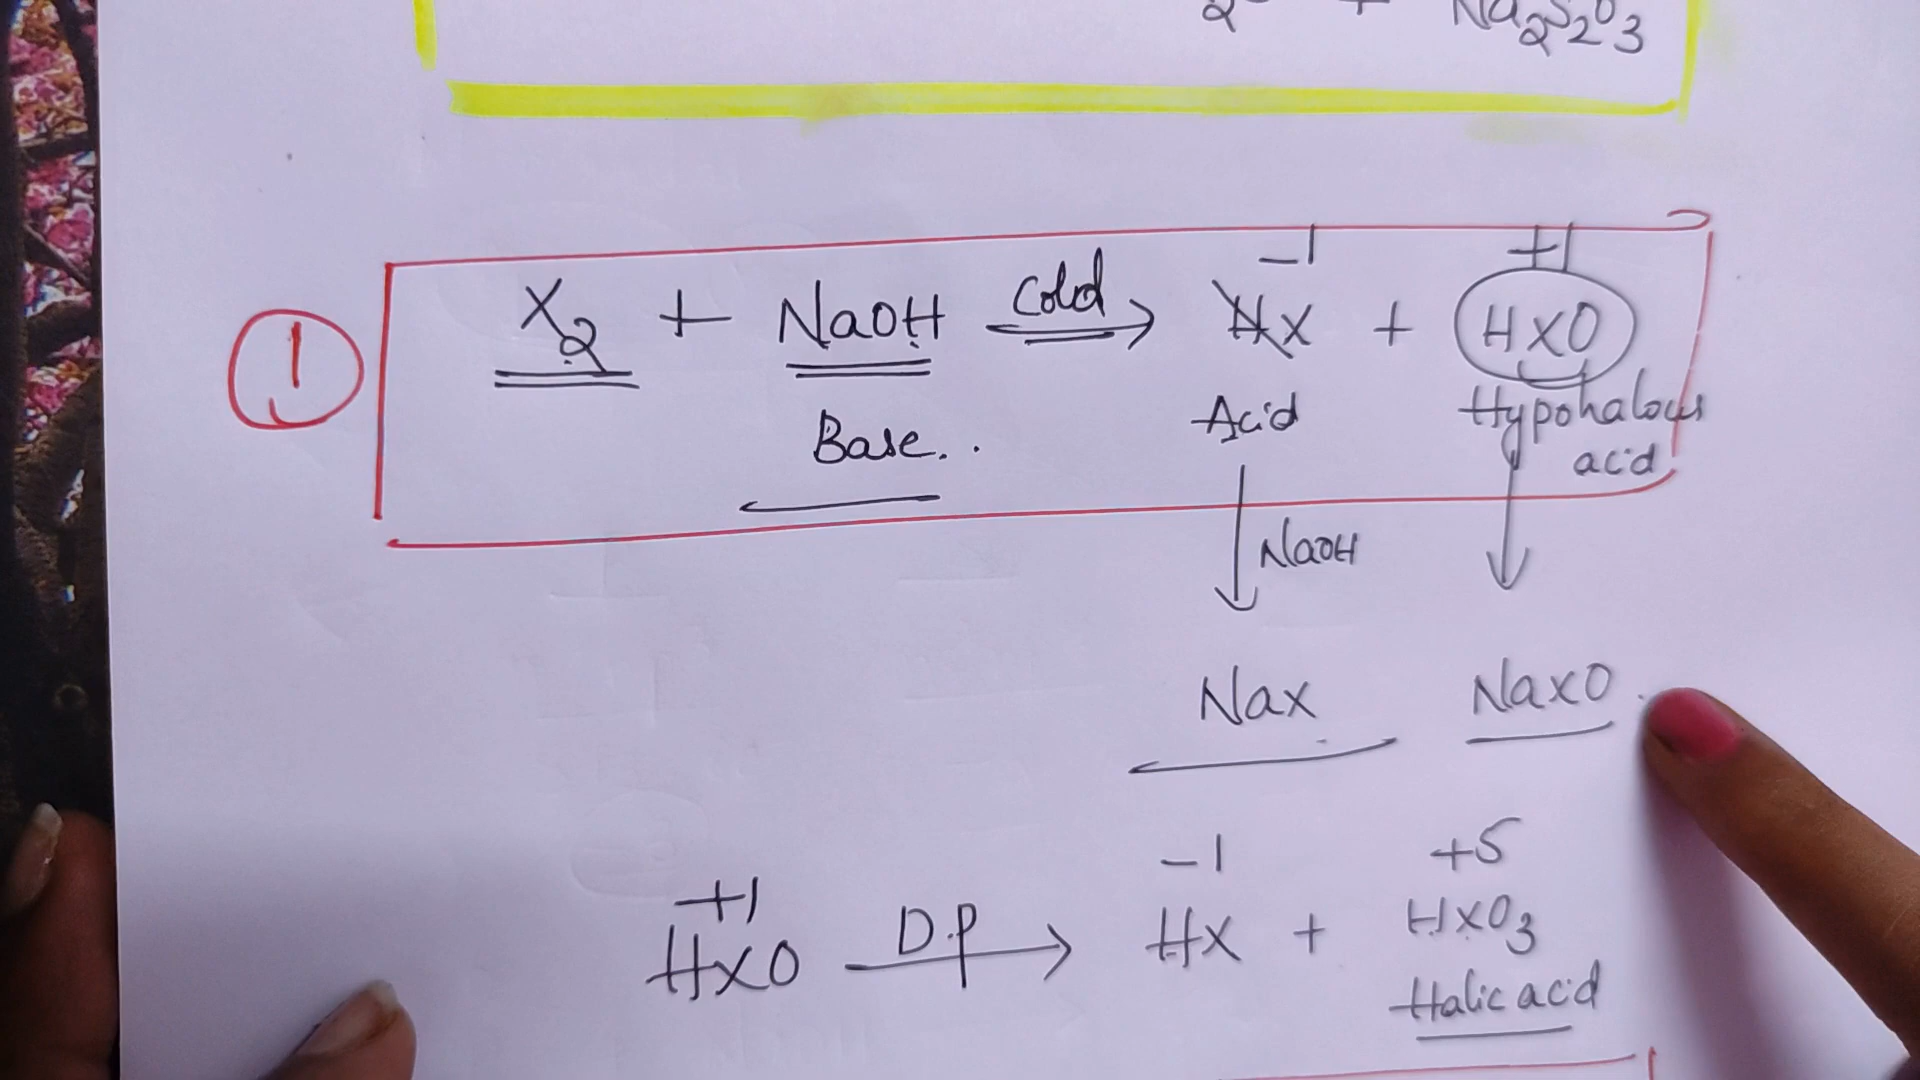 2 + Na2S2O3
-1 +1
1 X2 + NaOH Cold → HX + HXO
Base.. Acid Hypohalous
acid
NaOH
NaX NaXO
+1 -1 +5
HXO D.P → HX + HXO3
Halic acid